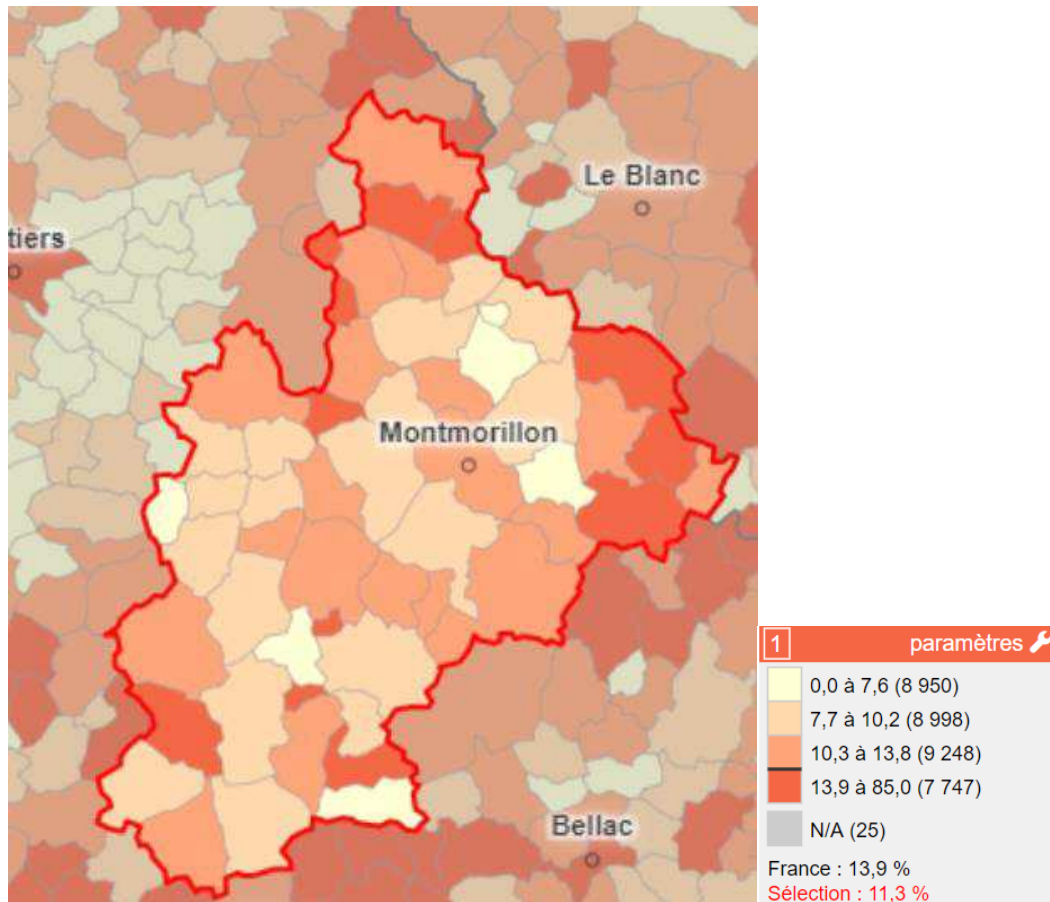 Le Blanc
tiers
Montmorillon
Bellac
1 paramètres
0,0 à 7,6 (8 950)
7,7 à 10,2 (8 998)
10,3 à 13,8 (9 248)
13,9 à 85,0 (7 747)
N/A (25)
France : 13,9 %
Sélection : 11,3 %